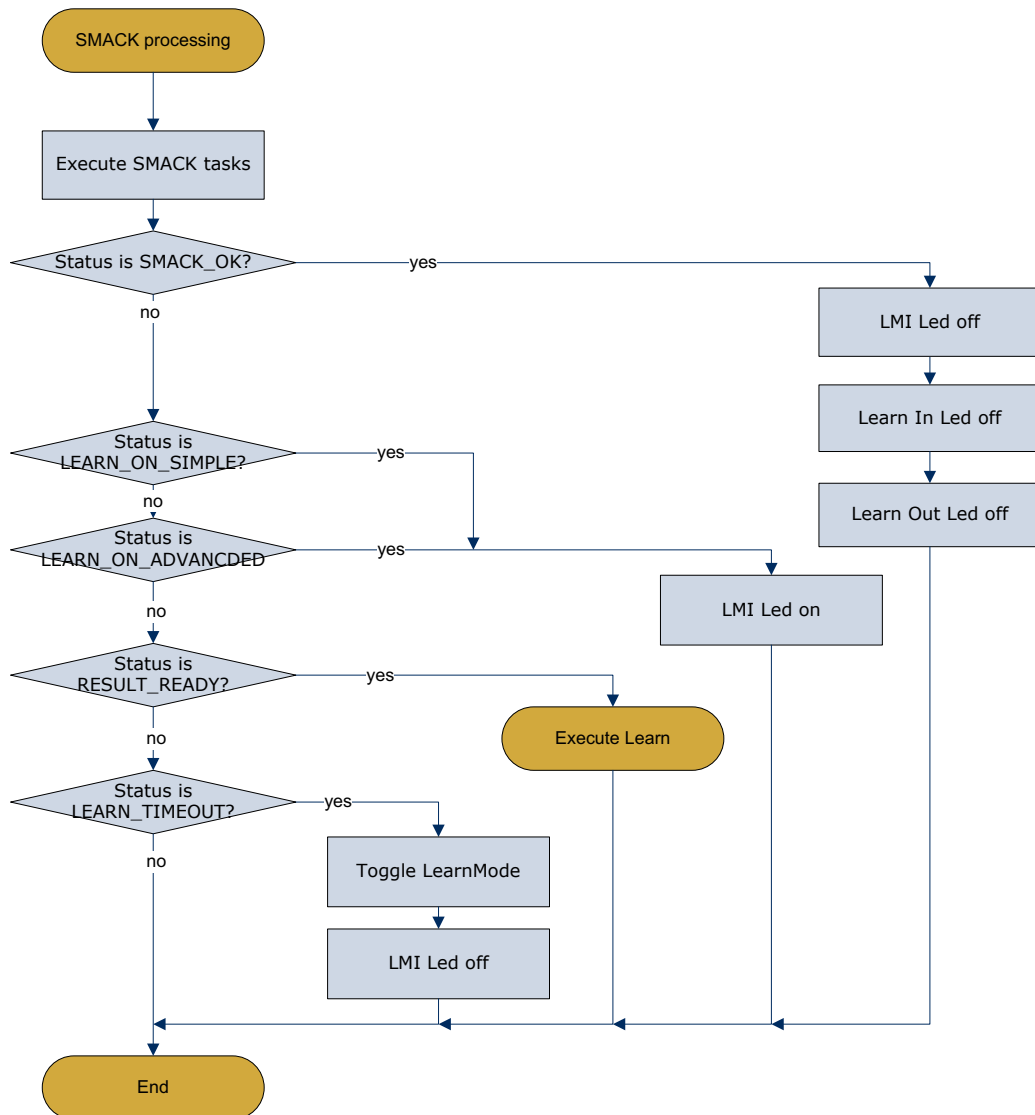 SMACK processing
Execute SMACK tasks
Status is SMACK_OK?
yes
no
LMI Led off
Learn In Led off
Learn Out Led off
Status is
LEARN_ON_SIMPLE?
yes
no
Status is
LEARN_ON_ADVANCDED
yes
no
LMI Led on
Status is
RESULT_READY?
yes
no
Execute Learn
Status is
LEARN_TIMEOUT?
yes
no
Toggle LearnMode
LMI Led off
End